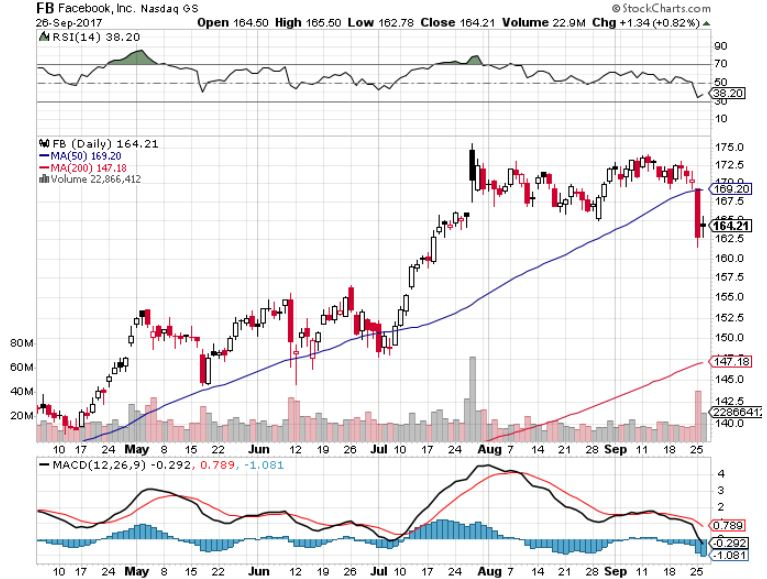 FB Facebook, Inc. Nasdaq GS © StockCharts.com
26-Sep-2017 Open 164.50 High 165.50 Low 162.78 Close 164.21 Volume 22.9M Chg +1.34 (+0.82%)
RSI(14) 38.20
90
70
50
38.20
30
10
FB (Daily) 164.21
MA(50) 169.20
MA(200) 147.18
Volume 22,866,412
175.0
172.5
169.20
167.5
164.21
162.5
160.0
157.5
155.0
152.5
150.0
147.18
145.0
142.5
22866412
140.0
80M
60M
40M
20M
10 17 24 May 8 15 22 Jun 12 19 26 Jul 10 17 24 Aug 7 14 21 28 Sep 11 18 25
MACD(12,26,9) -0.292, 0.789, -1.081
4
3
2
0.789
-0.292
-1.081
10 17 24 May 8 15 22 Jun 12 19 26 Jul 10 17 24 Aug 7 14 21 28 Sep 11 18 25